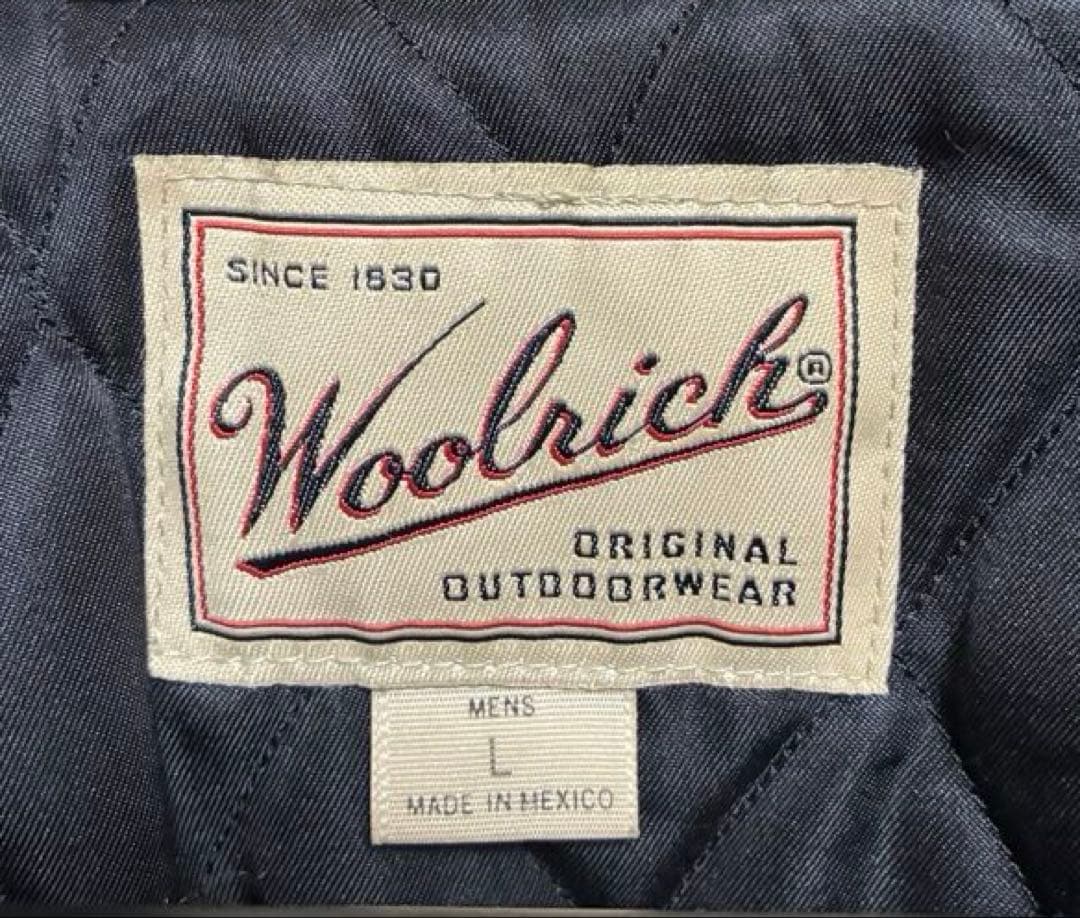 SINCE 1830
Woolrich®
ORIGINAL
OUTDOORWEAR
MENS
L
MADE IN MEXICO